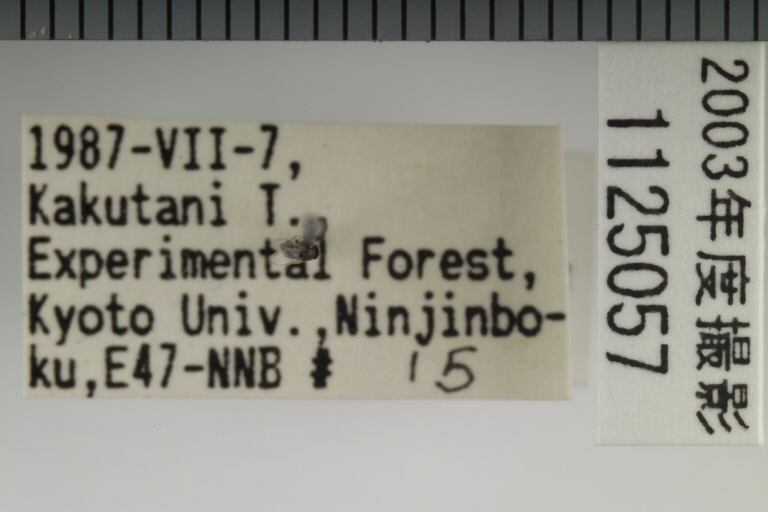 1987-VII-7,
Kakutani T.
Experimental Forest,
Kyoto Univ.,Ninjinbo-
ku,E47-NNB # 15
2003年度撮影
1125057